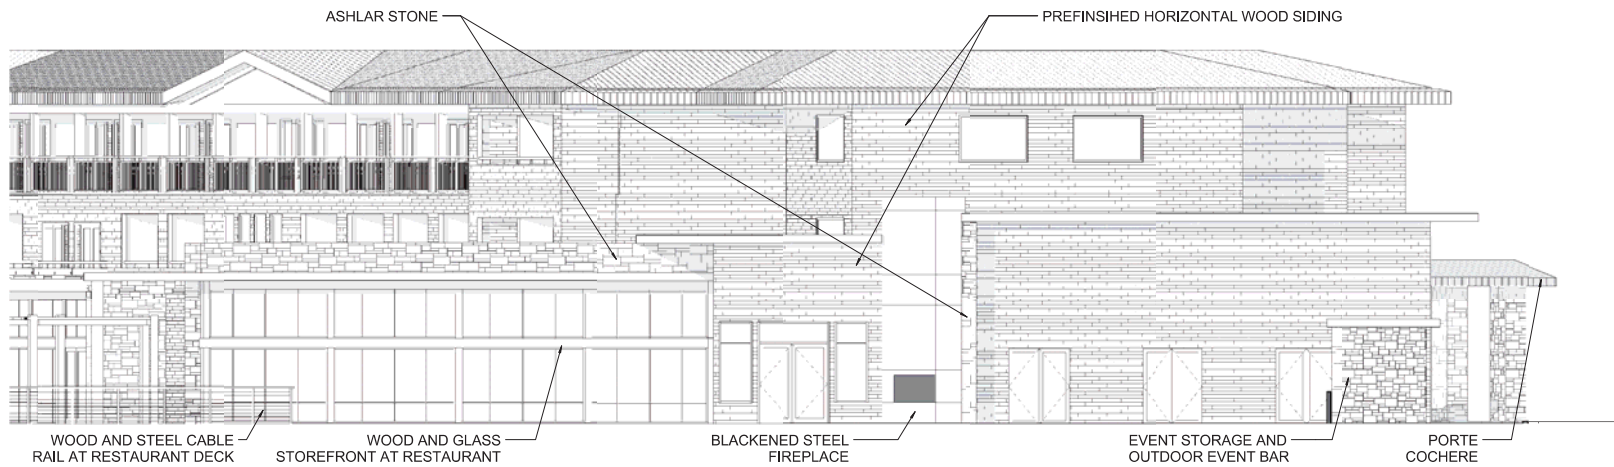 ASHLAR STONE
PREFINSIHED HORIZONTAL WOOD SIDING
WOOD AND STEEL CABLE
RAIL AT RESTAURANT DECK
WOOD AND GLASS
STOREFRONT AT RESTAURANT
BLACKENED STEEL
FIREPLACE
EVENT STORAGE AND
OUTDOOR EVENT BAR
PORTE
COCHERE